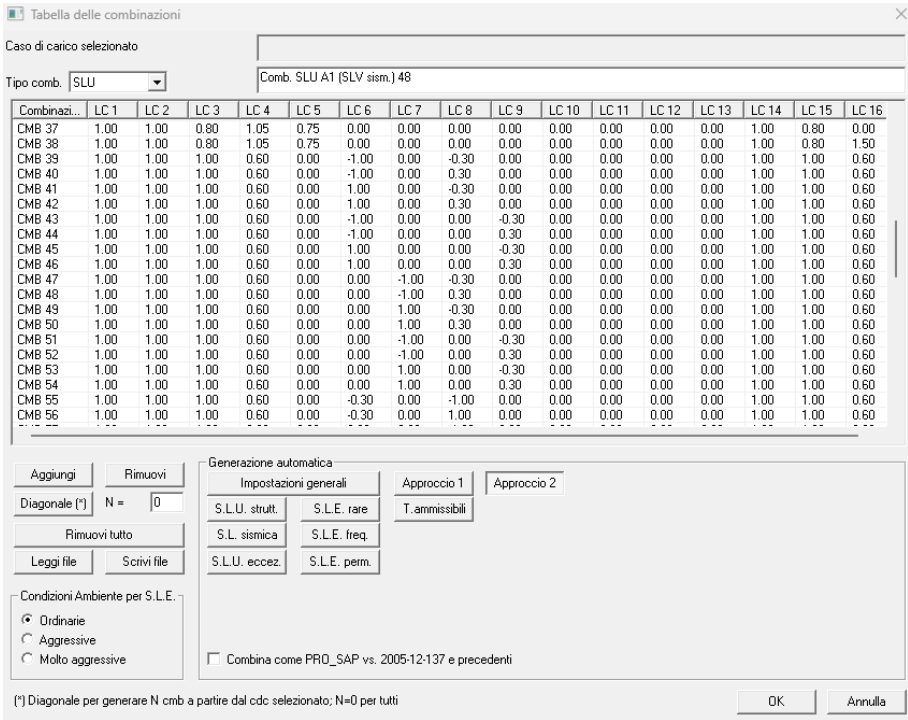 Tabella delle combinazioni
Caso di carico selezionato
Tipo comb. SLU
Comb. SLU A1 (SLV sism.) 48
Combinazi... LC 1 LC 2 LC 3 LC 4 LC 5 LC 6 LC 7 LC 8 LC 9 LC 10 LC 11 LC 12 LC 13 LC 14 LC 15 LC 16
CMB 37 1.00 1.00 0.80 1.05 0.75 0.00 0.00 0.00 0.00 0.00 0.00 0.00 0.00 1.00 0.80 0.00
CMB 38 1.00 1.00 0.80 1.05 0.75 0.00 0.00 0.00 0.00 0.00 0.00 0.00 0.00 1.00 0.80 1.50
CMB 39 1.00 1.00 1.00 0.60 0.00 -1.00 0.00 -0.30 0.00 0.00 0.00 0.00 0.00 1.00 1.00 0.60
CMB 40 1.00 1.00 1.00 0.60 0.00 -1.00 0.00 0.30 0.00 0.00 0.00 0.00 0.00 1.00 1.00 0.60
CMB 41 1.00 1.00 1.00 0.60 0.00 1.00 0.00 -0.30 0.00 0.00 0.00 0.00 0.00 1.00 1.00 0.60
CMB 42 1.00 1.00 1.00 0.60 0.00 1.00 0.00 0.30 0.00 0.00 0.00 0.00 0.00 1.00 1.00 0.60
CMB 43 1.00 1.00 1.00 0.60 0.00 -1.00 0.00 0.00 -0.30 0.00 0.00 0.00 0.00 1.00 1.00 0.60
CMB 44 1.00 1.00 1.00 0.60 0.00 -1.00 0.00 0.00 0.30 0.00 0.00 0.00 0.00 1.00 1.00 0.60
CMB 45 1.00 1.00 1.00 0.60 0.00 1.00 0.00 0.00 -0.30 0.00 0.00 0.00 0.00 1.00 1.00 0.60
CMB 46 1.00 1.00 1.00 0.60 0.00 1.00 0.00 0.00 0.30 0.00 0.00 0.00 0.00 1.00 1.00 0.60
CMB 47 1.00 1.00 1.00 0.60 0.00 0.00 -1.00 -0.30 0.00 0.00 0.00 0.00 0.00 1.00 1.00 0.60
CMB 48 1.00 1.00 1.00 0.60 0.00 0.00 -1.00 0.30 0.00 0.00 0.00 0.00 0.00 1.00 1.00 0.60
CMB 49 1.00 1.00 1.00 0.60 0.00 0.00 1.00 -0.30 0.00 0.00 0.00 0.00 0.00 1.00 1.00 0.60
CMB 50 1.00 1.00 1.00 0.60 0.00 0.00 1.00 0.30 0.00 0.00 0.00 0.00 0.00 1.00 1.00 0.60
CMB 51 1.00 1.00 1.00 0.60 0.00 0.00 -1.00 0.00 -0.30 0.00 0.00 0.00 0.00 1.00 1.00 0.60
CMB 52 1.00 1.00 1.00 0.60 0.00 0.00 -1.00 0.00 0.30 0.00 0.00 0.00 0.00 1.00 1.00 0.60
CMB 53 1.00 1.00 1.00 0.60 0.00 0.00 1.00 0.00 -0.30 0.00 0.00 0.00 0.00 1.00 1.00 0.60
CMB 54 1.00 1.00 1.00 0.60 0.00 0.00 1.00 0.00 0.30 0.00 0.00 0.00 0.00 1.00 1.00 0.60
CMB 55 1.00 1.00 1.00 0.60 0.00 -0.30 0.00 -1.00 0.00 0.00 0.00 0.00 0.00 1.00 1.00 0.60
CMB 56 1.00 1.00 1.00 0.60 0.00 -0.30 0.00 1.00 0.00 0.00 0.00 0.00 0.00 1.00 1.00 0.60
Aggiungi Rimuovi
Diagonale (*) N = 0
Rimuovi tutto
Leggi file Scrivi file
Condizioni Ambiente per S.L.E.
Ordinarie
Aggressive
Molto aggressive
Generazione automatica
Impostazioni generali Approccio 1 Approccio 2
S.L.U. strutt. S.L.E. rare T.ammissibili
S.L. sismica S.L.E. freq.
S.L.U. eccez. S.L.E. perm.
Combina come PRO_SAP vs. 2005-12-137 e precedenti
(*) Diagonale per generare N cmb a partire dal cdc selezionato; N=0 per tutti
OK Annulla